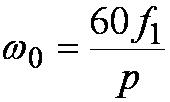 ω₀ = 60f₁ / p